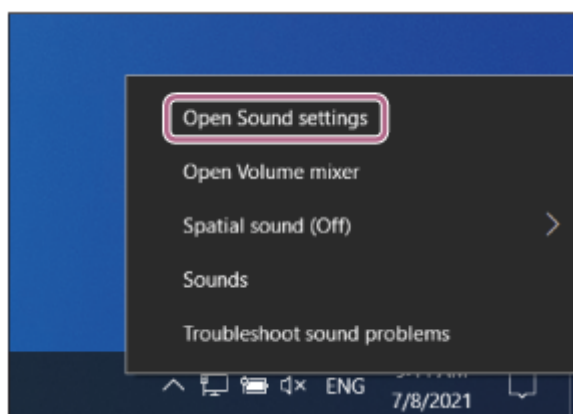 Open Sound settings
Open Volume mixer
Spatial sound (Off)
Sounds
Troubleshoot sound problems
ENG
7/8/2021